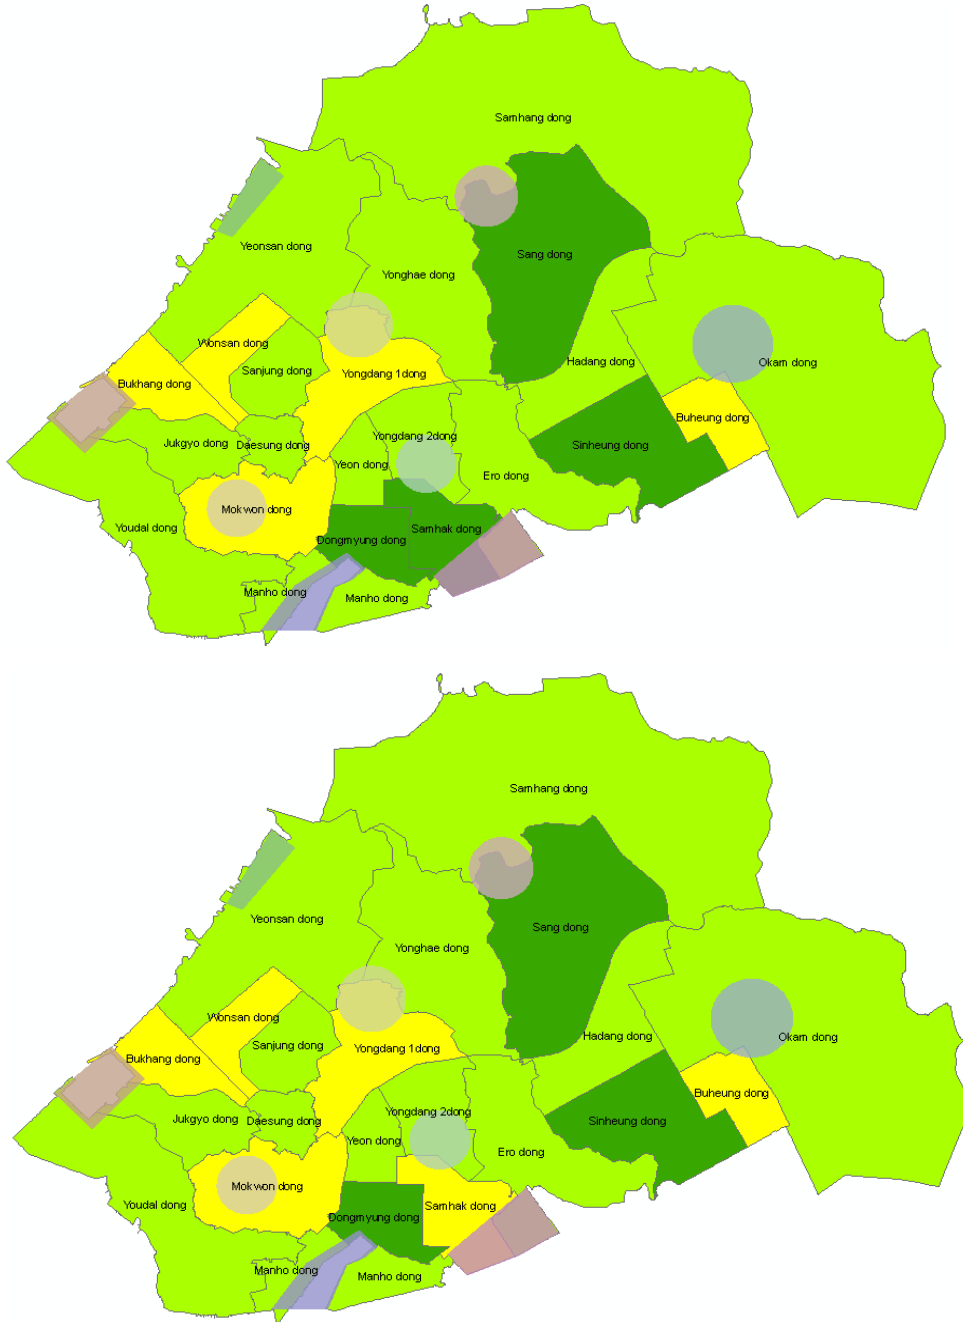 Samhang dong
Yeonsan dong
Sang dong
Yonghae dong
Wonsan dong
Hadang dong
Okam dong
Sanjung dong
Yongdang 1dong
Bukhang dong
Buheung dong
Yongdang 2dong
Jukgyo dong
Daesung dong
Sinheung dong
Yeon dong
Ero dong
Mokwon dong
Youdal dong
Samhak dong
Dongmyung dong
Manho dong
Manho dong
Samhang dong
Yeonsan dong
Sang dong
Yonghae dong
Wonsan dong
Hadang dong
Okam dong
Sanjung dong
Yongdang 1dong
Bukhang dong
Buheung dong
Yongdang 2dong
Jukgyo dong
Daesung dong
Sinheung dong
Yeon dong
Ero dong
Mokwon dong
Youdal dong
Samhak dong
Dongmyung dong
Manho dong
Manho dong